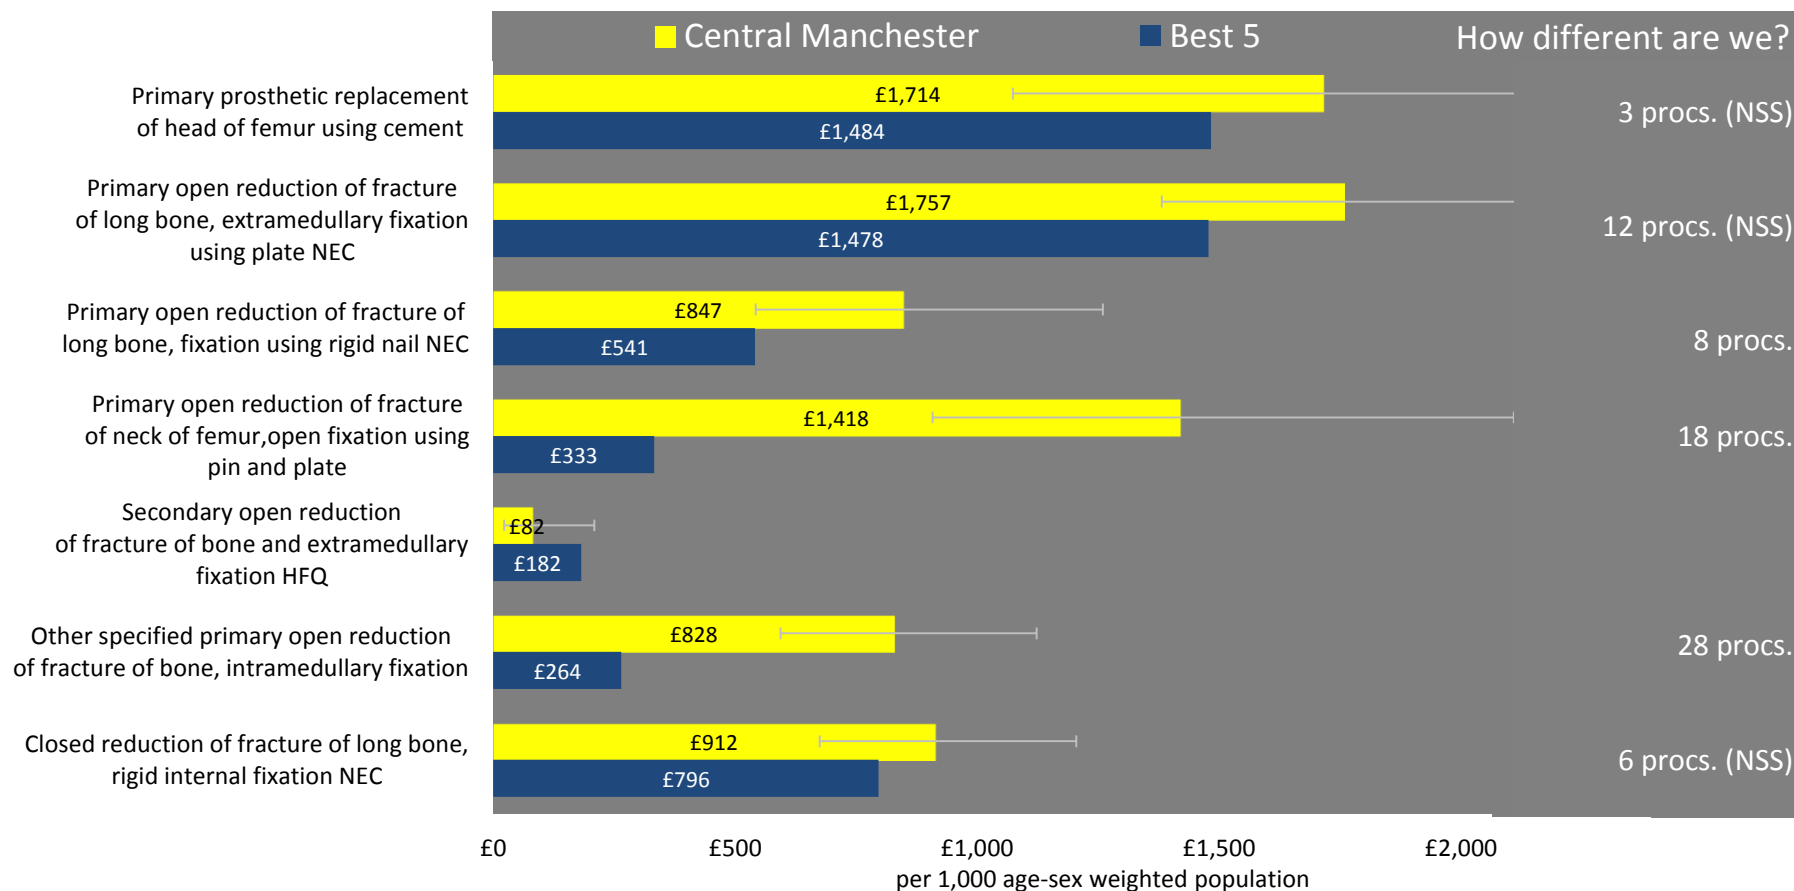 Central Manchester
Best 5
How different are we?
Primary prosthetic replacement
of head of femur using cement
£1,714
£1,484
3 procs. (NSS)
Primary open reduction of fracture
of long bone, extramedullary fixation
using plate NEC
£1,757
£1,478
12 procs. (NSS)
Primary open reduction of fracture of
long bone, fixation using rigid nail NEC
£847
£541
8 procs.
Primary open reduction of fracture
of neck of femur,open fixation using
pin and plate
£1,418
£333
18 procs.
Secondary open reduction
of fracture of bone and extramedullary
fixation HFQ
£82
£182
Other specified primary open reduction
of fracture of bone, intramedullary fixation
£828
£264
28 procs.
Closed reduction of fracture of long bone,
rigid internal fixation NEC
£912
£796
6 procs. (NSS)
£0
£500
£1,000
£1,500
£2,000
per 1,000 age-sex weighted population